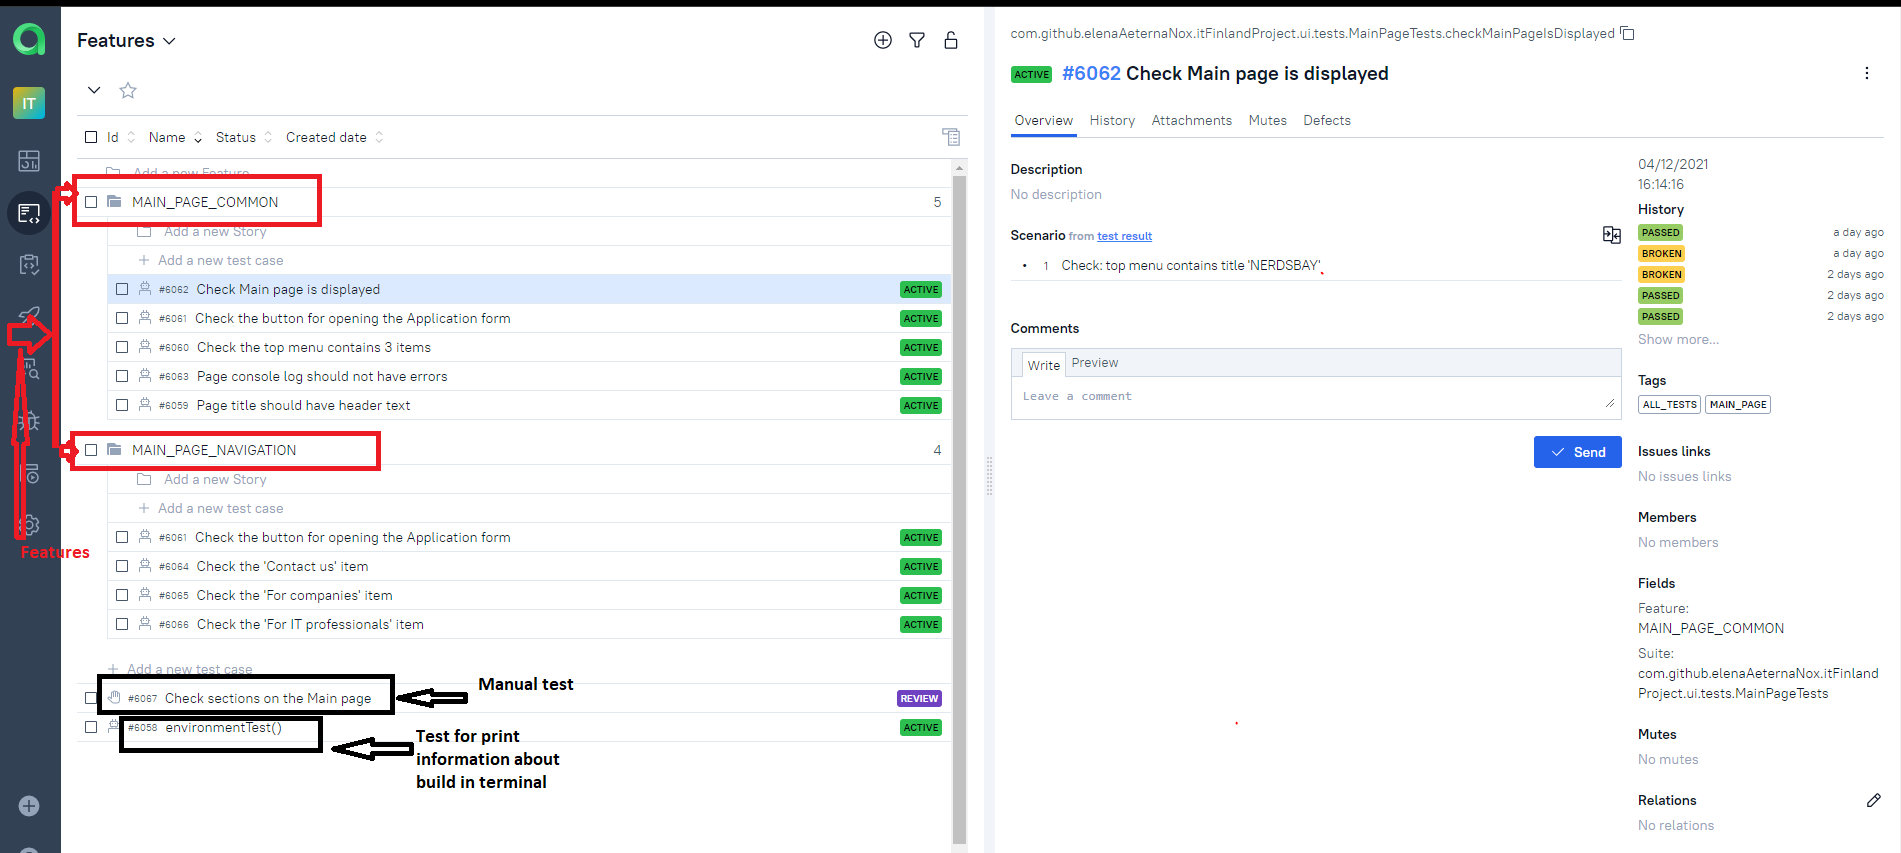 Features
IT
Id Name Status Created date
Add a new Feature
MAIN_PAGE_COMMON 5
Add a new Story
Add a new test case
#6062 Check Main page is displayed ACTIVE
#6061 Check the button for opening the Application form ACTIVE
#6060 Check the top menu contains 3 items ACTIVE
#6063 Page console log should not have errors ACTIVE
#6059 Page title should have header text ACTIVE
MAIN_PAGE_NAVIGATION 4
Add a new Story
Add a new test case
#6061 Check the button for opening the Application form ACTIVE
#6064 Check the 'Contact us' item ACTIVE
#6065 Check the 'For companies' item ACTIVE
#6066 Check the 'For IT professionals' item ACTIVE
Add a new test case
#6067 Check sections on the Main page REVIEW
#6058 environmentTest() ACTIVE
Features
Manual test
Test for print
information about
build in terminal
com.github.elenaAeternaNox.itFinlandProject.ui.tests.MainPageTests.checkMainPageIsDisplayed
ACTIVE #6062 Check Main page is displayed
Overview History Attachments Mutes Defects
Description
No description
Scenario from test result
• 1 Check: top menu contains title 'NERDSBAY'
Comments
Write Preview
Leave a comment
Send
04/12/2021
16:14:16
History
PASSED a day ago
BROKEN a day ago
BROKEN 2 days ago
PASSED 2 days ago
PASSED 2 days ago
Show more...
Tags
ALL_TESTS MAIN_PAGE
Issues links
No issues links
Members
No members
Fields
Feature:
MAIN_PAGE_COMMON
Suite:
com.github.elenaAeternaNox.itFinland
Project.ui.tests.MainPageTests
Mutes
No mutes
Relations
No relations